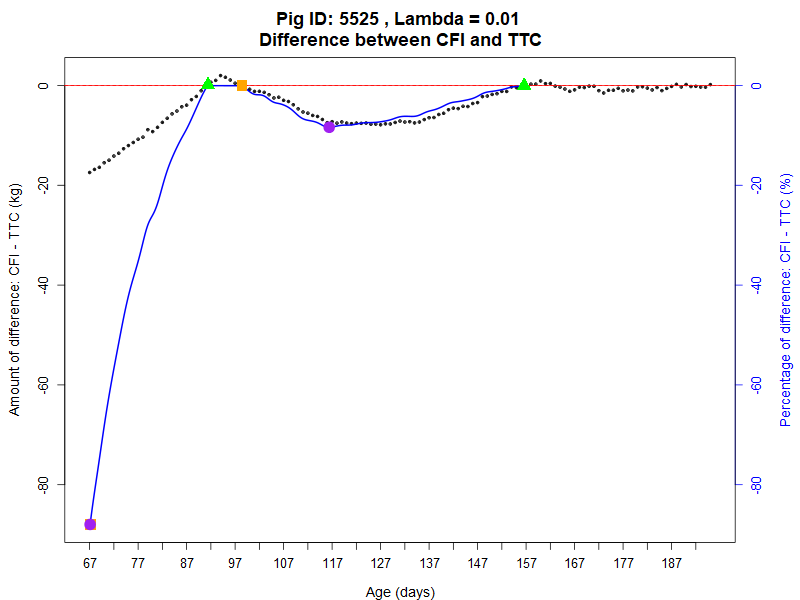 Pig ID: 5525 , Lambda = 0.01
Difference between CFI and TTC
Amount of difference: CFI - TTC (kg)
0
-20
-40
-60
-80
0
-20
-40
-60
-80
Percentage of difference: CFI - TTC (%)
67 77 87 97 107 117 127 137 147 157 167 177 187
Age (days)